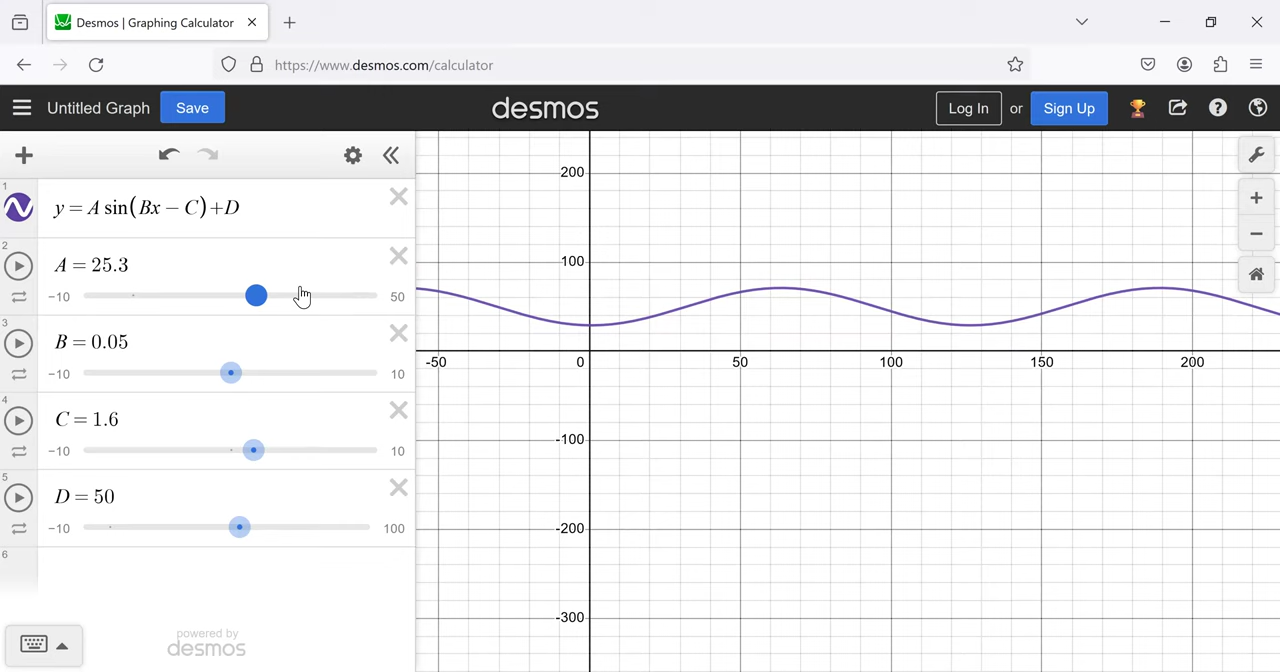 Desmos | Graphing Calculator
https://www.desmos.com/calculator
Untitled Graph
Save
desmos
Log In
or
Sign Up
1
y = A sin(Bx − C)+D
2
A = 25.3
−10
50
3
B = 0.05
−10
10
4
C = 1.6
−10
10
5
D = 50
−10
100
6
powered by
desmos
200
100
-50
0
50
100
150
200
-100
-200
-300